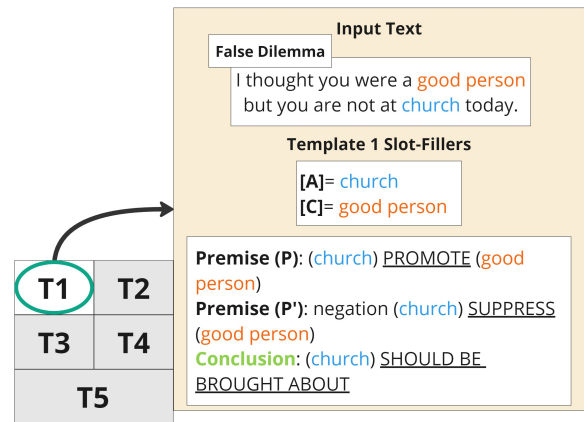 Input Text
False Dilemma
I thought you were a good person
but you are not at church today.
Template 1 Slot-Fillers
[A]= church
[C]= good person
Premise (P): (church) PROMOTE (good
person)
Premise (P'): negation (church) SUPPRESS
(good person)
Conclusion: (church) SHOULD BE
BROUGHT ABOUT
T1 T2
T3 T4
T5